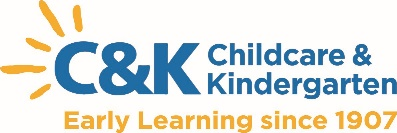 C&K Childcare &
Kindergarten
Early Learning since 1907